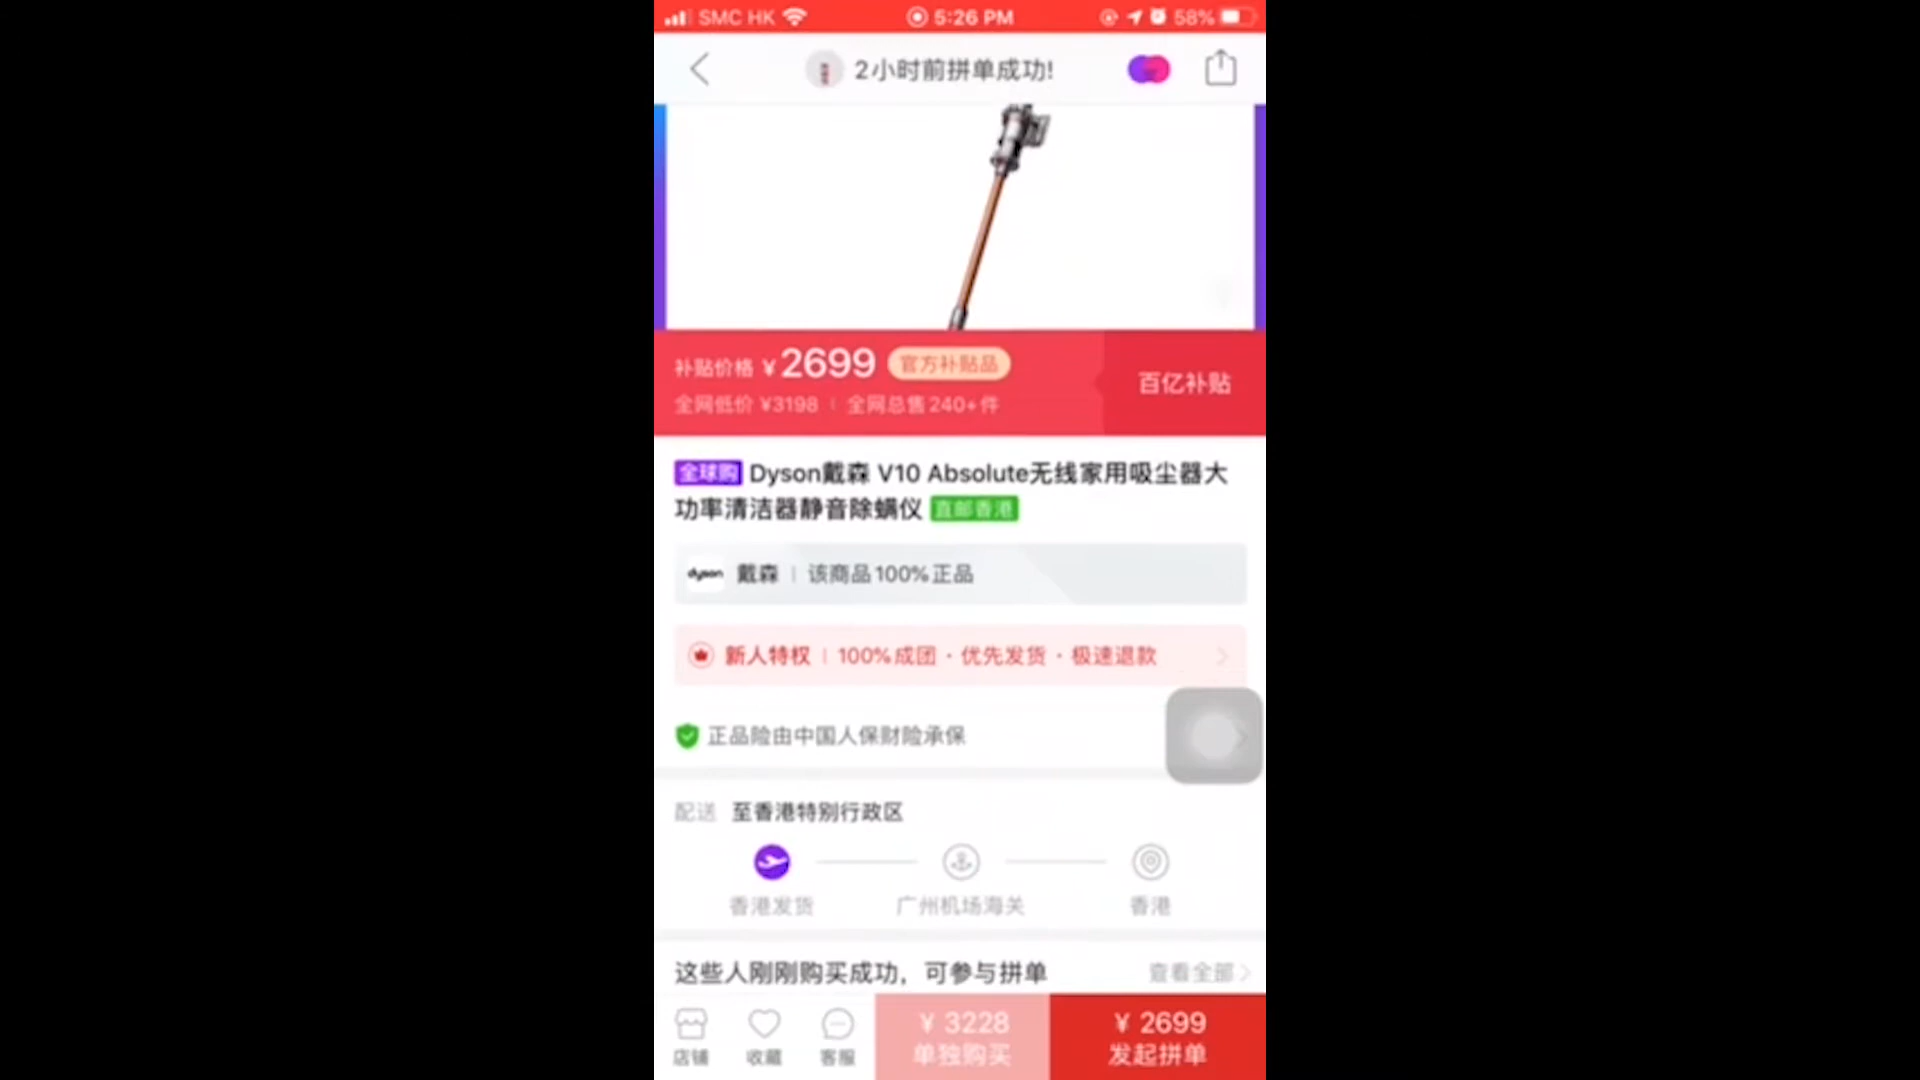 SMC HK 5:26 PM 58%
2小时前拼单成功!
补贴价格 ¥2699 官方补贴品
百亿补贴
全网低价 ¥3198 | 全网总售240+件
全球购 Dyson戴森 V10 Absolute无线家用吸尘器大
功率清洁器静音除螨仪 直邮香港
dyson 戴森 | 该商品100%正品
新人特权 | 100%成团 · 优先发货 · 极速退款
正品险由中国人保财险承保
配送 至香港特别行政区
香港发货 广州机场海关 香港
这些人刚刚购买成功，可参与拼单 查看全部
¥ 3228 ¥ 2699
店铺 收藏 客服 单独购买 发起拼单